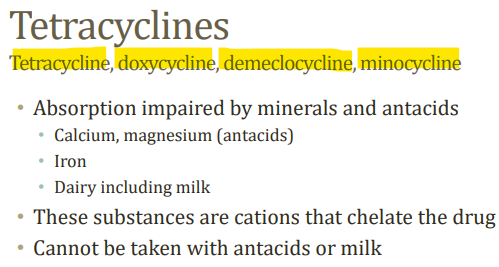 Tetracyclines
Tetracycline, doxycycline, demeclocycline, minocycline
• Absorption impaired by minerals and antacids
• Calcium, magnesium (antacids)
• Iron
• Dairy including milk
• These substances are cations that chelate the drug
• Cannot be taken with antacids or milk